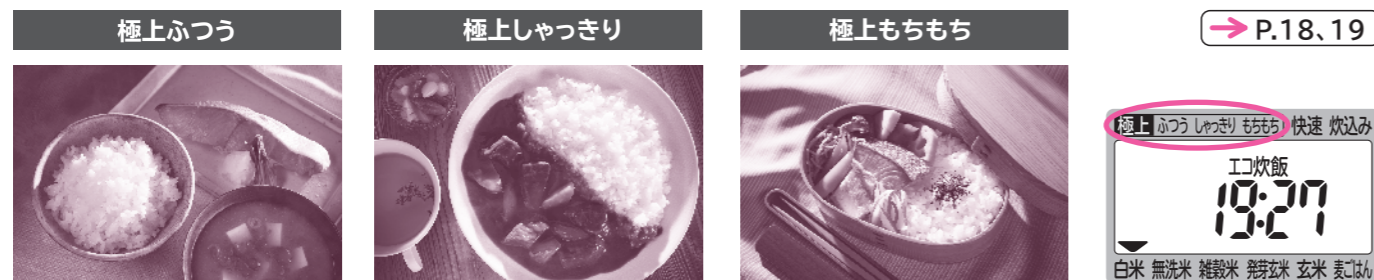 極上ふつう
極上しゃっきり
極上もちもち
→ P.18、19
極上 ふつう しゃっきり もちもち 快速 炊込み
エコ炊飯
19:27
白米 無洗米 雑穀米 発芽玄米 玄米 麦ごはん